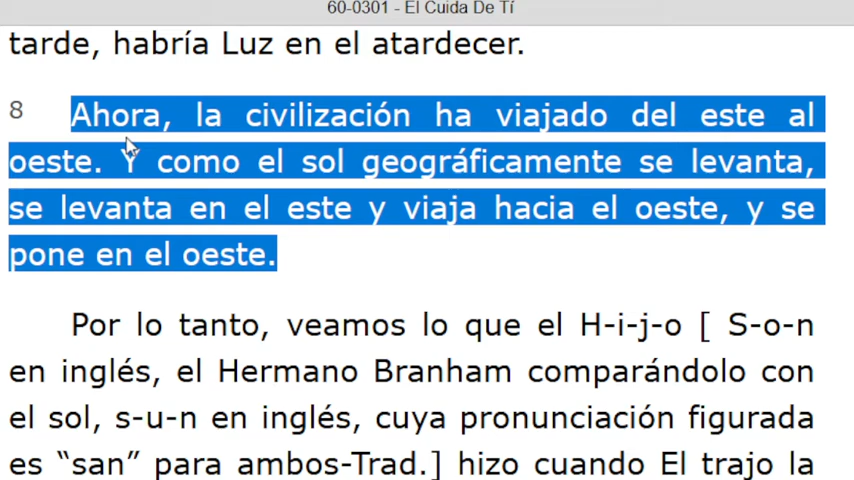 60-0301 - El Cuida De Tí
tarde, habría Luz en el atardecer.
8 Ahora, la civilización ha viajado del este al
oeste. Y como el sol geográficamente se levanta,
se levanta en el este y viaja hacia el oeste, y se
pone en el oeste.
Por lo tanto, veamos lo que el H-i-j-o [ S-o-n
en inglés, el Hermano Branham comparándolo con
el sol, s-u-n en inglés, cuya pronunciación figurada
es “san” para ambos-Trad.] hizo cuando El trajo la